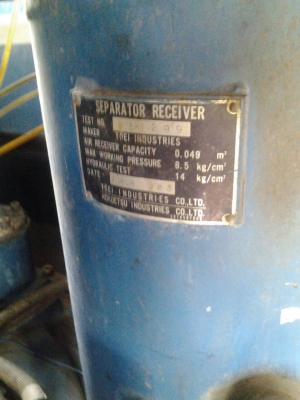 SEPARATOR RECEIVER
TEST NO.
MAKER TOEI INDUSTRIES
AIR RECEIVER CAPACITY 0.049 m³
MAX WORKING PRESSURE 8.5 kg/cm²
HYDRAULIC TEST 14 kg/cm²
DATE
TOEI INDUSTRIES CO.,LTD.
HOKUETSU INDUSTRIES CO.,LTD.